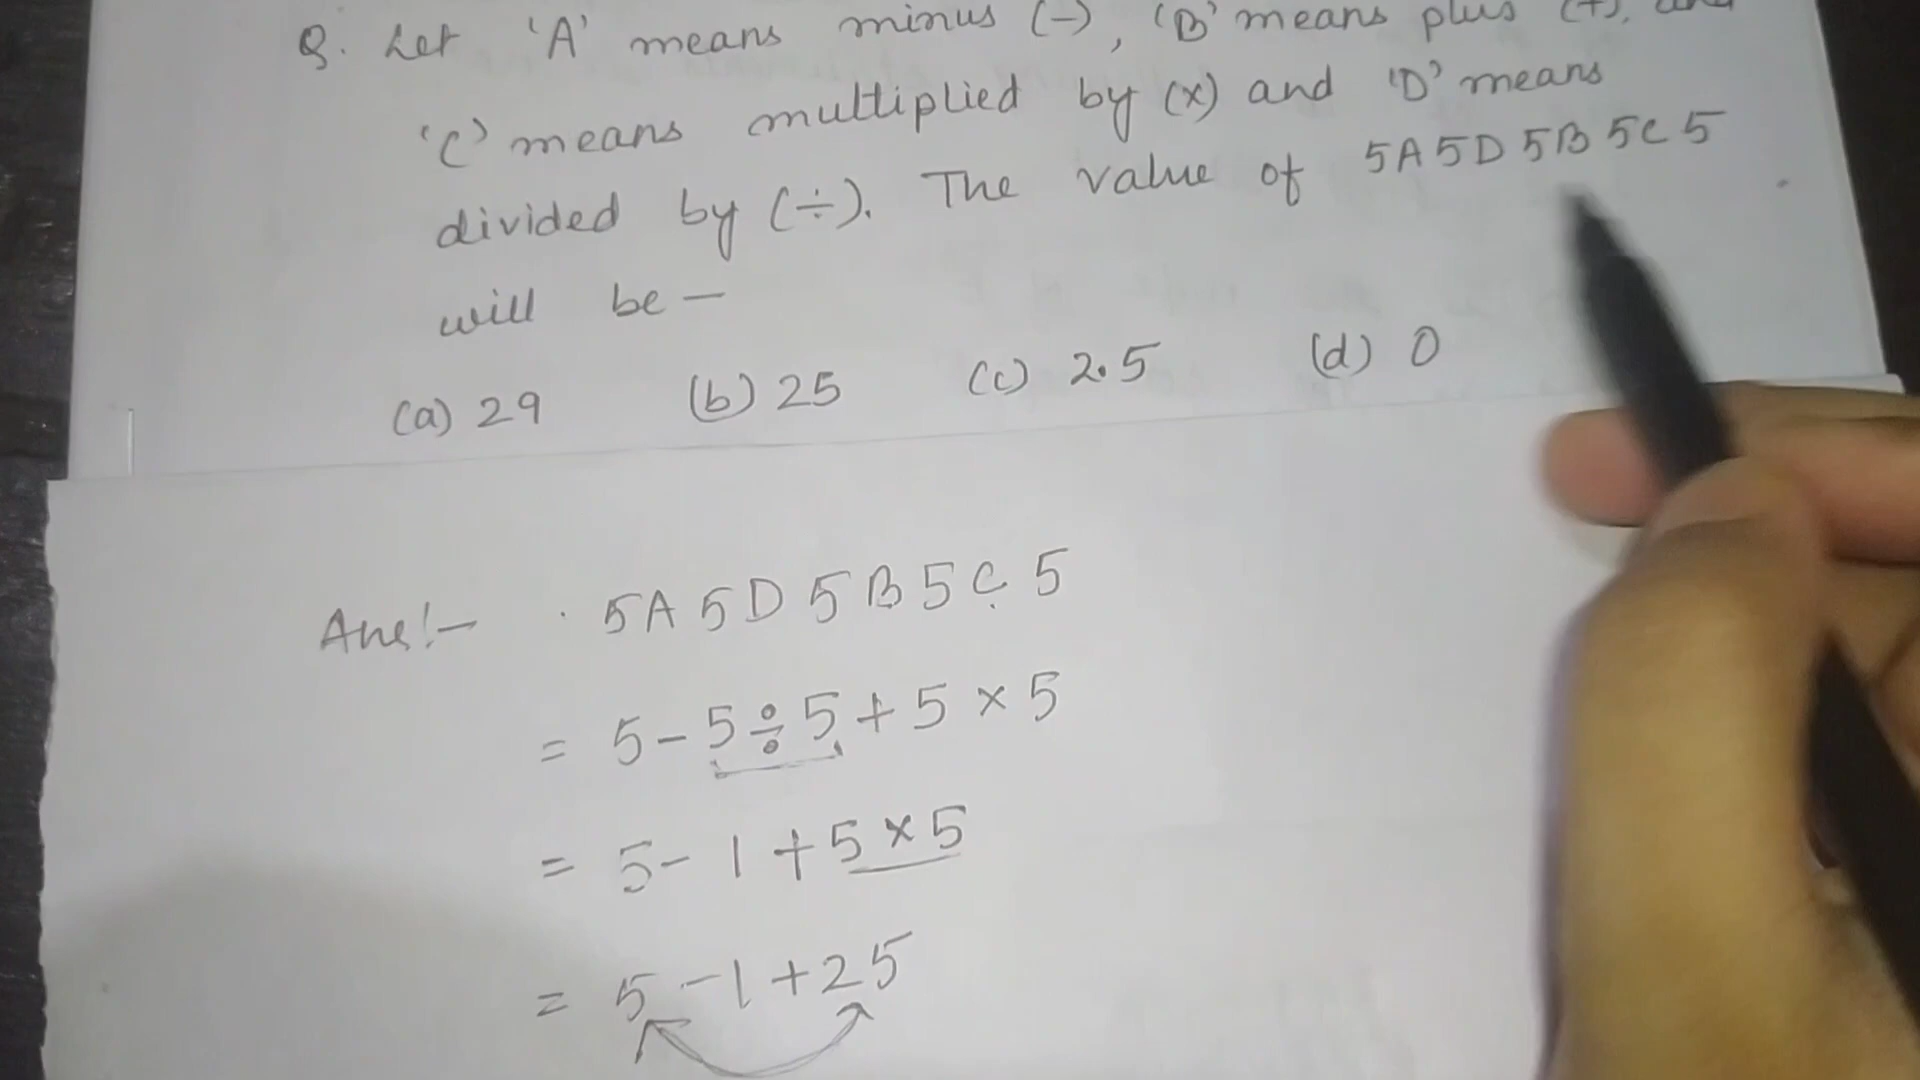 Q. Let 'A' means minus (-), 'B' means plus (+), and
'C' means multiplied by (x) and 'D' means
divided by (÷). The value of 5A5D5B5C5
will be —
(a) 29 (b) 25 (c) 2.5 (d) 0
Ans:- 5A5D5B5C5
= 5-5÷5+5×5
= 5-1+5×5
= 5-1+25